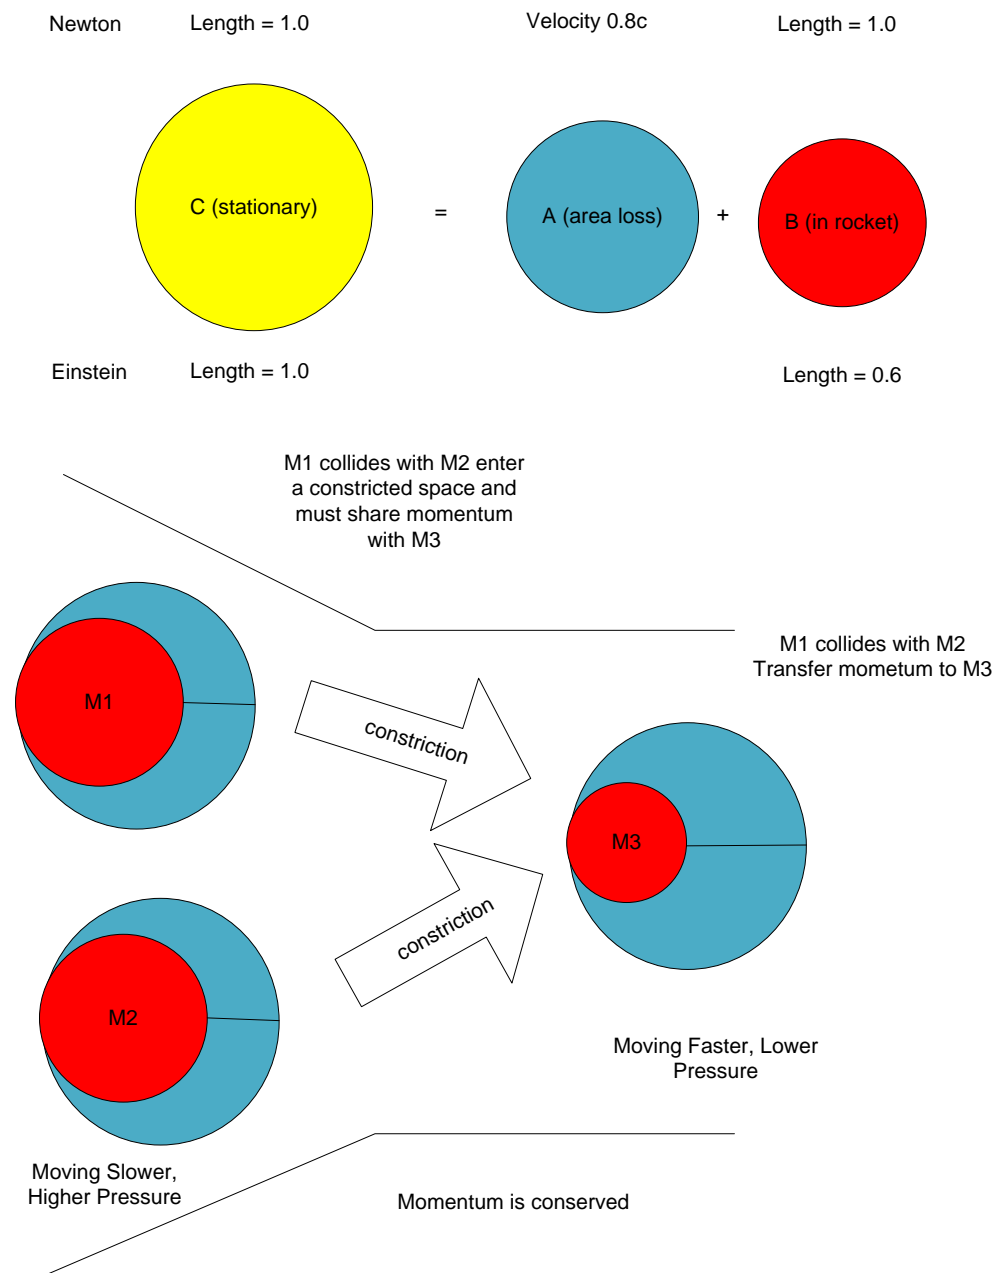 Newton
Length = 1.0
Velocity 0.8c
Length = 1.0
C (stationary)
=
A (area loss)
+
B (in rocket)
Einstein
Length = 1.0
Length = 0.6
M1 collides with M2 enter
a constricted space and
must share momentum
with M3
M1 collides with M2
Transfer mometum to M3
M1
constriction
M3
constriction
M2
Moving Faster, Lower
Pressure
Moving Slower,
Higher Pressure
Momentum is conserved